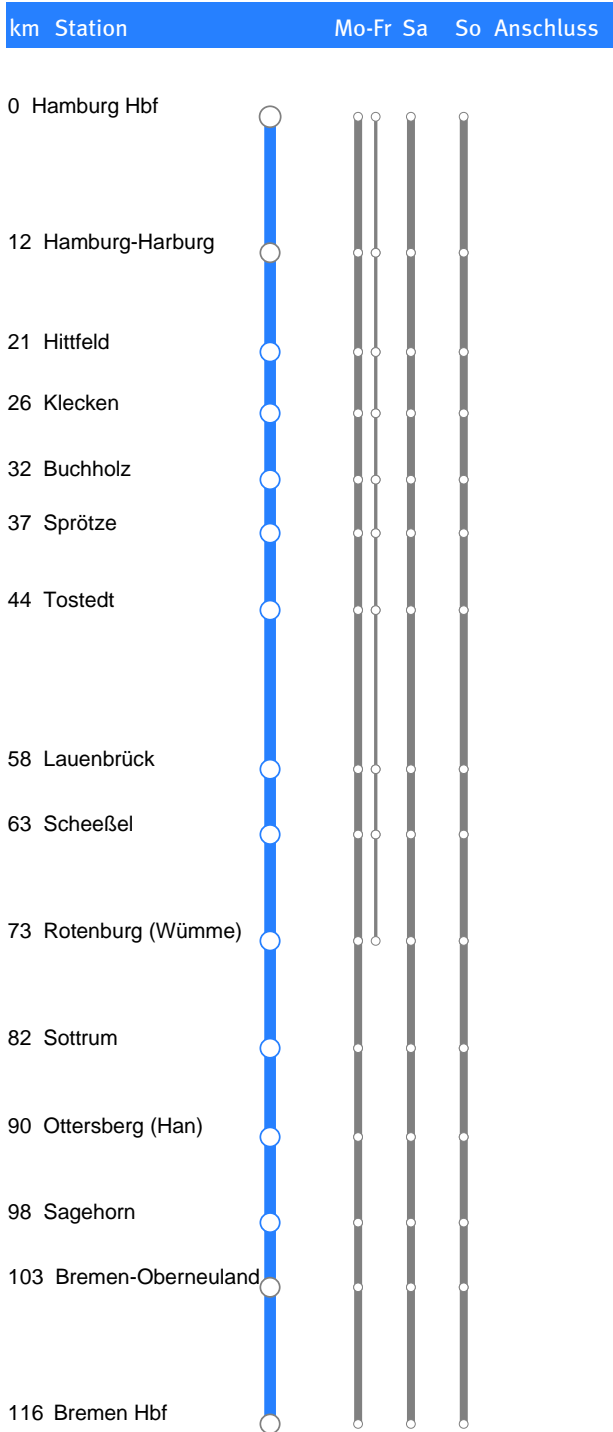 km Station Mo-Fr Sa So Anschluss
0 Hamburg Hbf
12 Hamburg-Harburg
21 Hittfeld
26 Klecken
32 Buchholz
37 Sprötze
44 Tostedt
58 Lauenbrück
63 Scheeßel
73 Rotenburg (Wümme)
82 Sottrum
90 Ottersberg (Han)
98 Sagehorn
103 Bremen-Oberneuland
116 Bremen Hbf